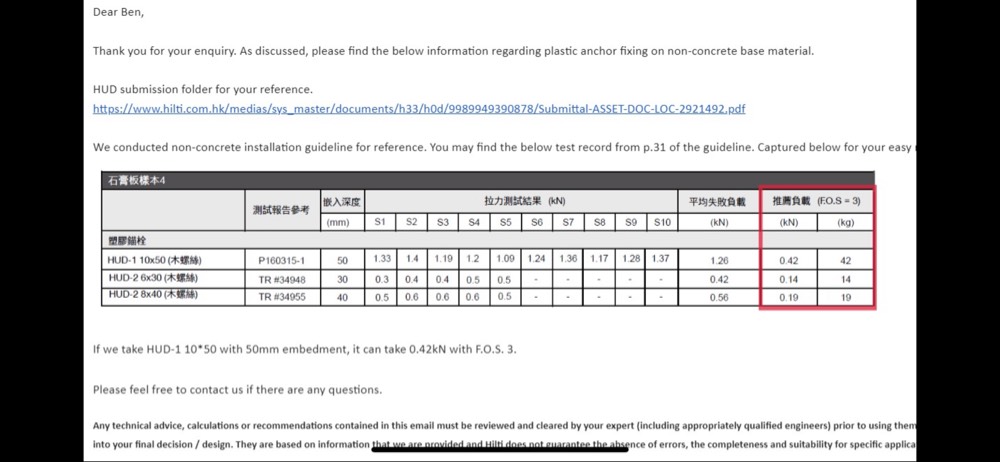 Dear Ben,
Thank you for your enquiry. As discussed, please find the below information regarding plastic anchor fixing on non-concrete base material.
HUD submission folder for your reference.
https://www.hilti.com.hk/medias/sys_master/documents/h33/h0d/9989949390878/Submittal-ASSET-DOC-LOC-2921492.pdf
We conducted non-concrete installation guideline for reference. You may find the below test record from p.31 of the guideline. Captured below for your easy
石膏板樣本4
測試報告參考 嵌入深度 拉力測試結果 (kN) 平均失敗負載 推薦負載 (F.O.S = 3)
(mm) S1 S2 S3 S4 S5 S6 S7 S8 S9 S10 (kN) (kN) (kg)
塑膠錨栓
HUD-1 10x50 (木螺絲) P160315-1 50 1.33 1.4 1.19 1.2 1.09 1.24 1.36 1.17 1.28 1.37 1.26 0.42 42
HUD-2 6x30 (木螺絲) TR #34948 30 0.3 0.4 0.4 0.5 0.5 - - - - - 0.42 0.14 14
HUD-2 8x40 (木螺絲) TR #34955 40 0.5 0.6 0.6 0.6 0.5 - - - - - 0.56 0.19 19
If we take HUD-1 10*50 with 50mm embedment, it can take 0.42kN with F.O.S. 3.
Please feel free to contact us if there are any questions.
Any technical advice, calculations or recommendations contained in this email must be reviewed and cleared by your expert (including appropriately qualified engineers) prior to using them
into your final decision / design. They are based on information that we are provided and Hilti does not guarantee the absence of errors, the completeness and suitability for specific applica